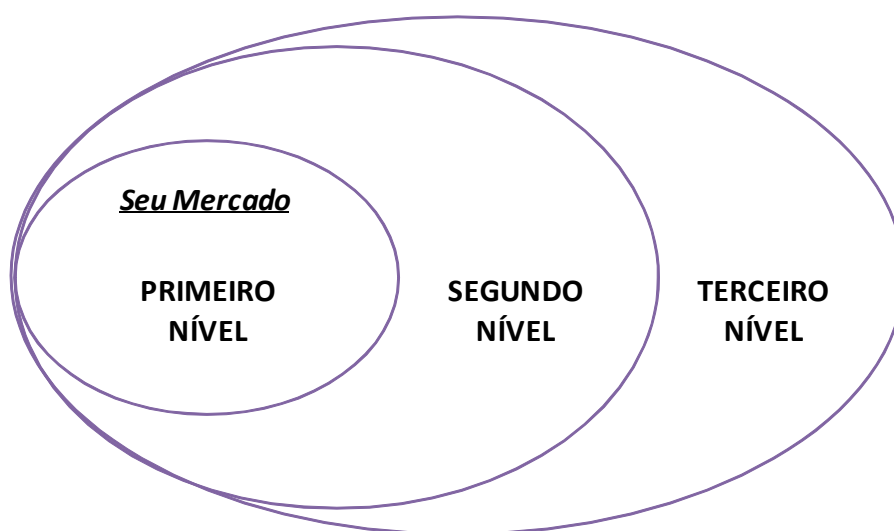 Seu Mercado
PRIMEIRO
NÍVEL
SEGUNDO
NÍVEL
TERCEIRO
NÍVEL